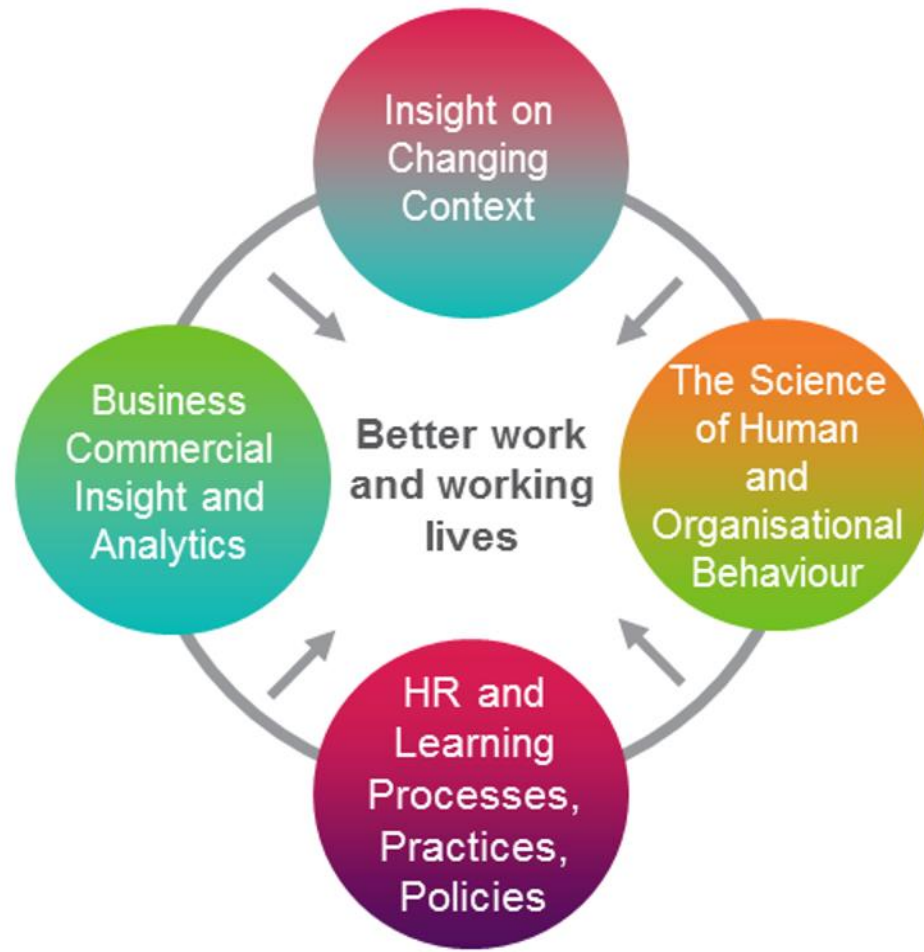 Insight on
Changing
Context
Business
Commercial
Insight and
Analytics
Better work
and working
lives
The Science
of Human
and
Organisational
Behaviour
HR and
Learning
Processes,
Practices,
Policies